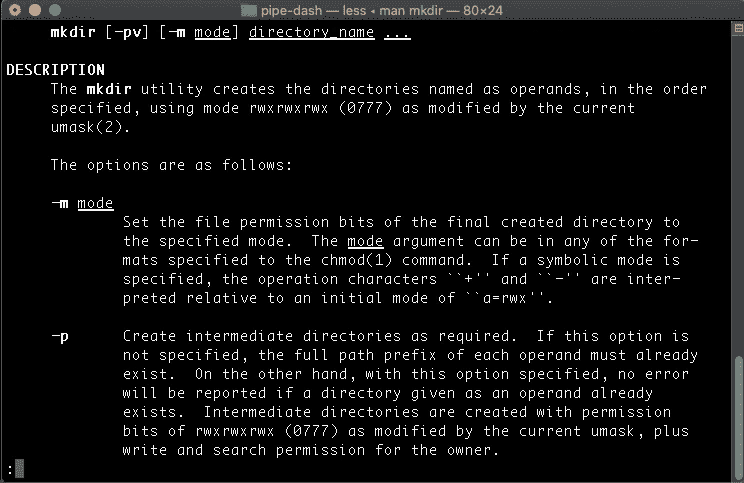 pipe-dash — less ◂ man mkdir — 80×24
mkdir [-pv] [-m mode] directory_name ...
DESCRIPTION
The mkdir utility creates the directories named as operands, in the order
specified, using mode rwxrwxrwx (0777) as modified by the current
umask(2).
The options are as follows:
-m mode
Set the file permission bits of the final created directory to
the specified mode.  The mode argument can be in any of the for-
mats specified to the chmod(1) command.  If a symbolic mode is
specified, the operation characters ``+'' and ``-'' are inter-
preted relative to an initial mode of ``a=rwx''.
-p      Create intermediate directories as required.  If this option is
not specified, the full path prefix of each operand must already
exist.  On the other hand, with this option specified, no error
will be reported if a directory given as an operand already
exists.  Intermediate directories are created with permission
bits of rwxrwxrwx (0777) as modified by the current umask, plus
write and search permission for the owner.
: